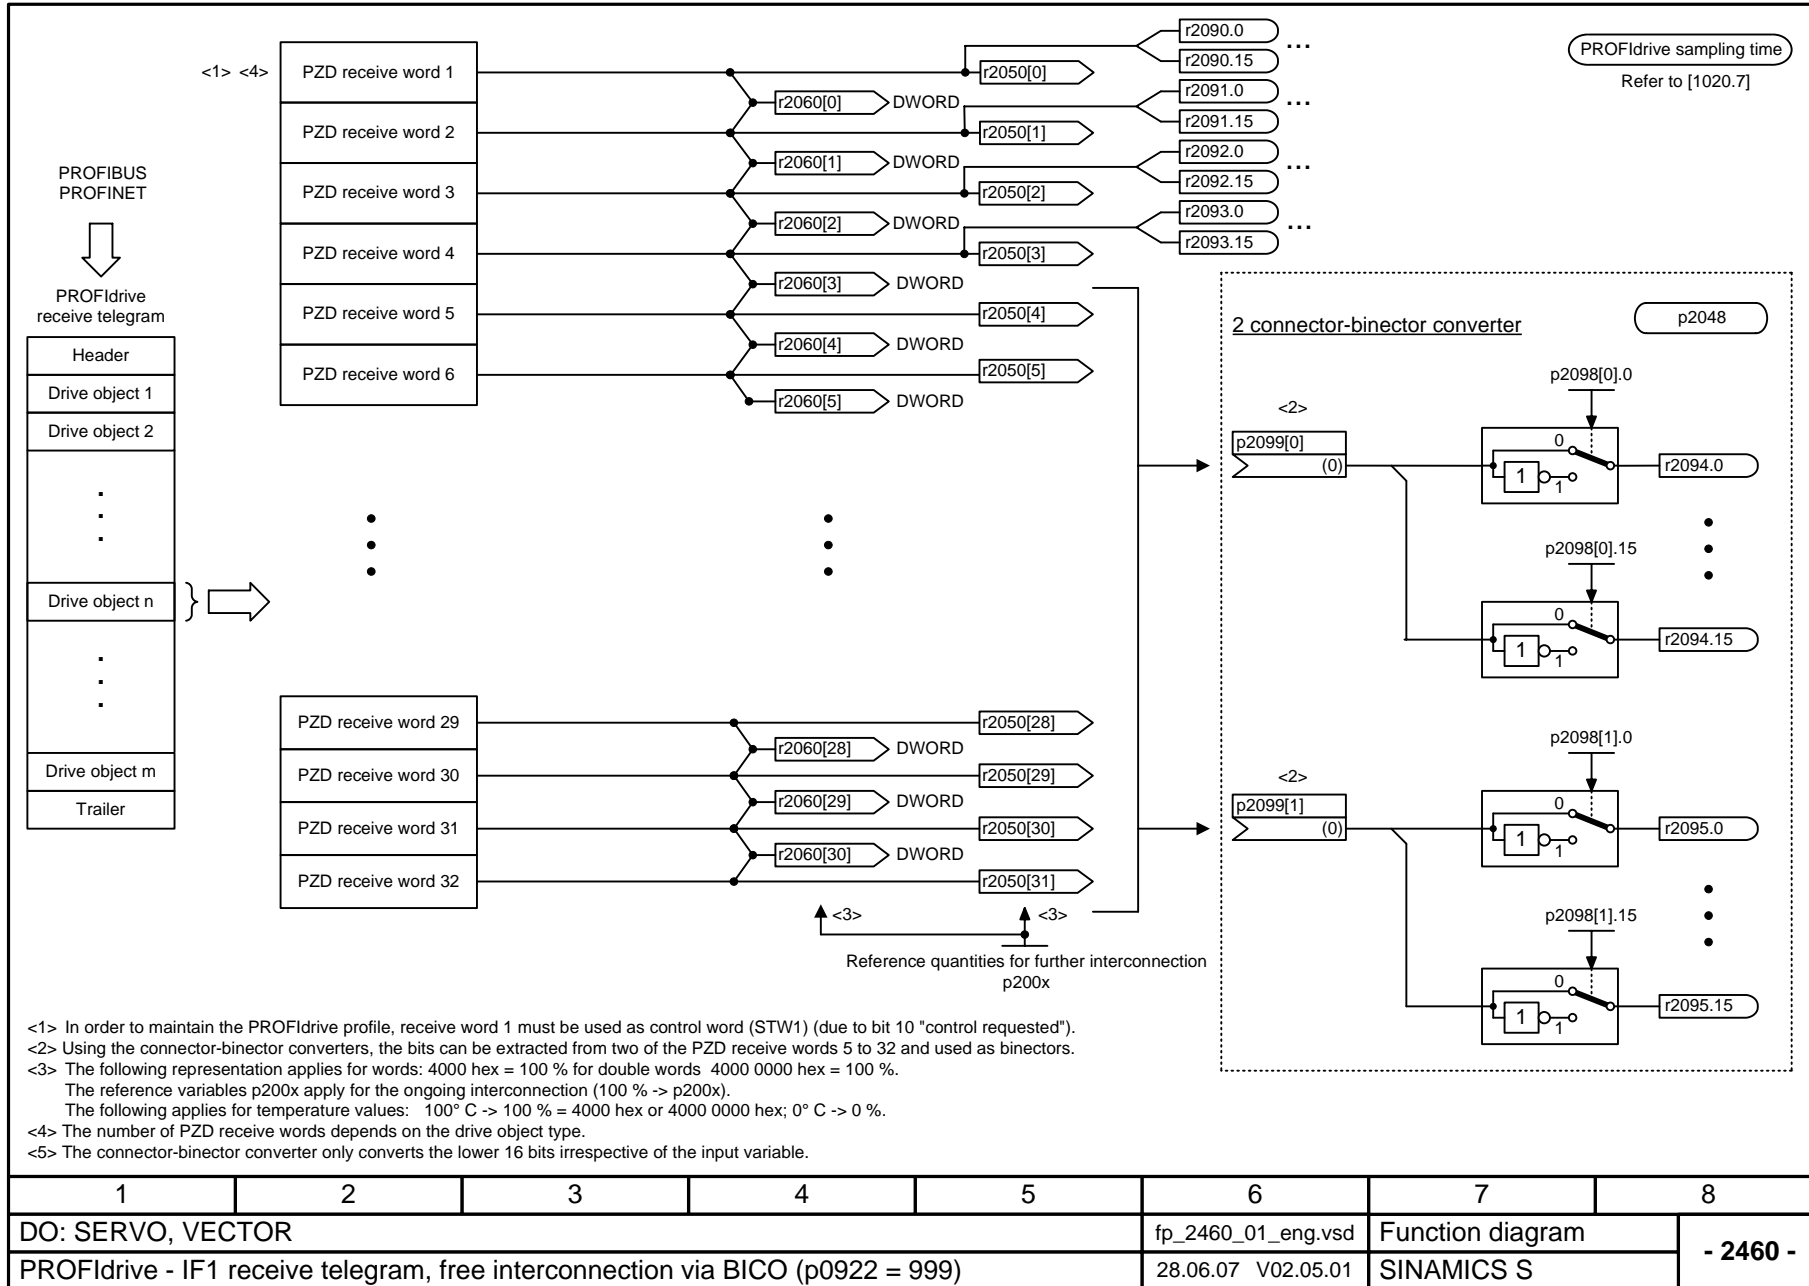 <1> <4>
PZD receive word 1
PZD receive word 2
PZD receive word 3
PZD receive word 4
PZD receive word 5
PZD receive word 6
r2060[0] DWORD
r2060[1] DWORD
r2060[2] DWORD
r2060[3] DWORD
r2060[4] DWORD
r2060[5] DWORD
r2050[0]
r2050[1]
r2050[2]
r2050[3]
r2050[4]
r2050[5]
r2090.0
...
r2090.15
r2091.0
...
r2091.15
r2092.0
...
r2092.15
r2093.0
...
r2093.15
PROFIdrive sampling time
Refer to [1020.7]
PROFIBUS
PROFINET
PROFIdrive
receive telegram
Header
Drive object 1
Drive object 2
Drive object n
Drive object m
Trailer
PZD receive word 29
PZD receive word 30
PZD receive word 31
PZD receive word 32
r2060[28] DWORD
r2060[29] DWORD
r2060[30] DWORD
r2050[28]
r2050[29]
r2050[30]
r2050[31]
<3>
<3>
Reference quantities for further interconnection
p200x
2 connector-binector converter
p2048
<2>
p2099[0]
(0)
p2098[0].0
0
1
1
r2094.0
p2098[0].15
0
1
1
r2094.15
<2>
p2099[1]
(0)
p2098[1].0
0
1
1
r2095.0
p2098[1].15
0
1
1
r2095.15
<1> In order to maintain the PROFIdrive profile, receive word 1 must be used as control word (STW1) (due to bit 10 "control requested").
<2> Using the connector-binector converters, the bits can be extracted from two of the PZD receive words 5 to 32 and used as binectors.
<3> The following representation applies for words: 4000 hex = 100 % for double words 4000 0000 hex = 100 %.
The reference variables p200x apply for the ongoing interconnection (100 % -> p200x).
The following applies for temperature values: 100° C -> 100 % = 4000 hex or 4000 0000 hex; 0° C -> 0 %.
<4> The number of PZD receive words depends on the drive object type.
<5> The connector-binector converter only converts the lower 16 bits irrespective of the input variable.
1 2 3 4 5 6 7 8
DO: SERVO, VECTOR
fp_2460_01_eng.vsd
Function diagram
- 2460 -
PROFIdrive - IF1 receive telegram, free interconnection via BICO (p0922 = 999)
28.06.07 V02.05.01
SINAMICS S